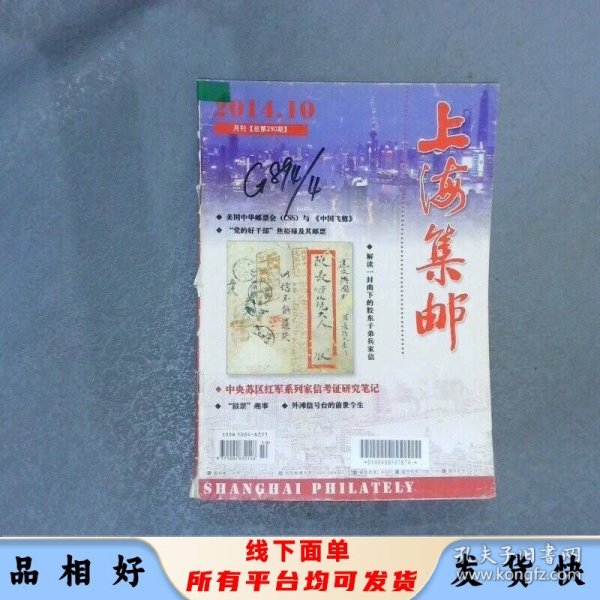 2014.10
月刊【总第290期】
上海集邮
G894/4
◆ 美国中华邮票会（CSS）与《中国飞剪》
◆ “党的好干部”焦裕禄及其邮票
◆ 解读一封南下的胶东子弟兵家信
◆ 中央苏区红军系列家信考证研究笔记
◆ “猴票”趣事
◆ 外滩信号台的前世今生
SHANGHAI PHILATELY
品相好
线下面单
所有平台均可发货
发货快
孔夫子旧书网
www.kongfz.com